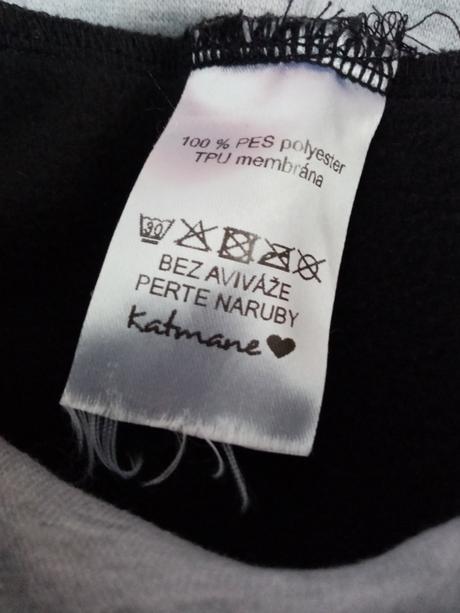 100 % PES polyester
TPU membrána
30
BEZ AVIVÁŽE
PERTE NARUBY
Katmane